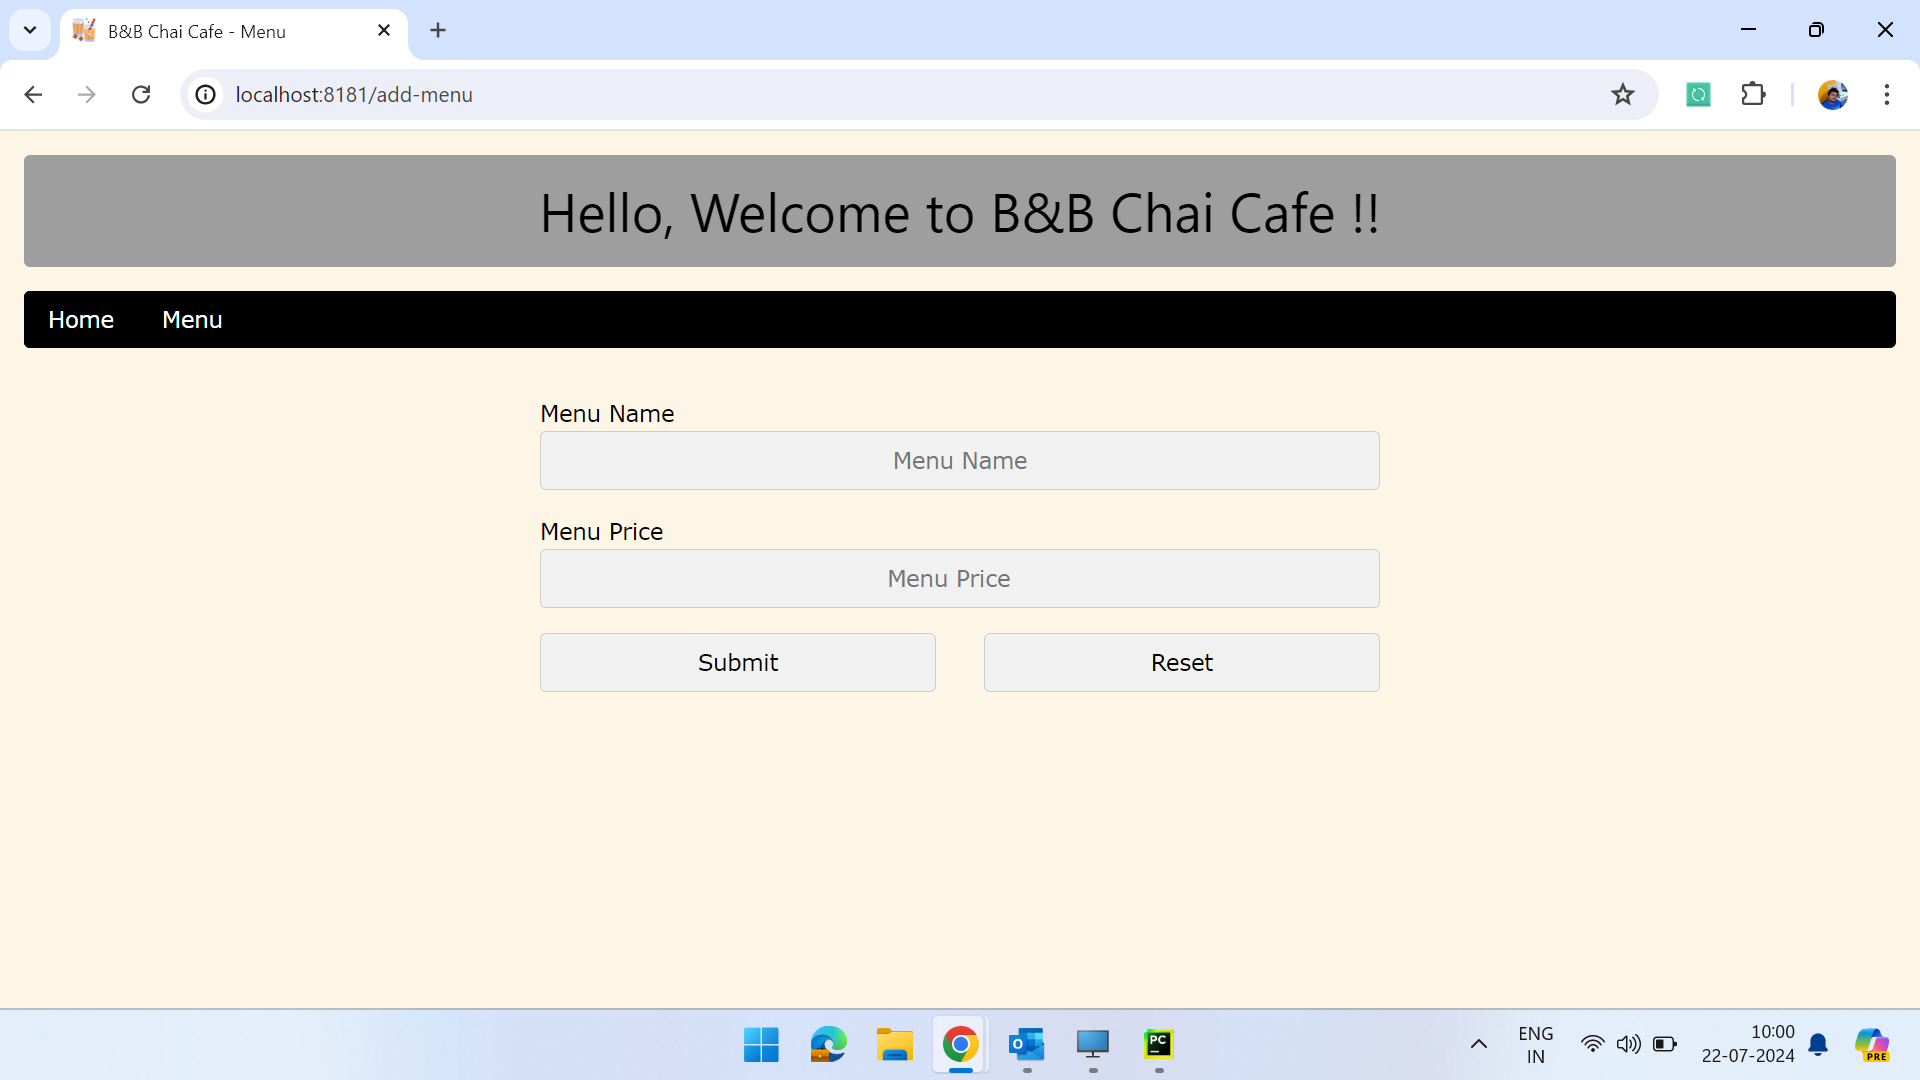 B&B Chai Cafe - Menu
localhost:8181/add-menu
Hello, Welcome to B&B Chai Cafe !!
Home Menu
Menu Name
Menu Name
Menu Price
Menu Price
Submit Reset
PC
ENG
IN
10:00
22-07-2024
PRE